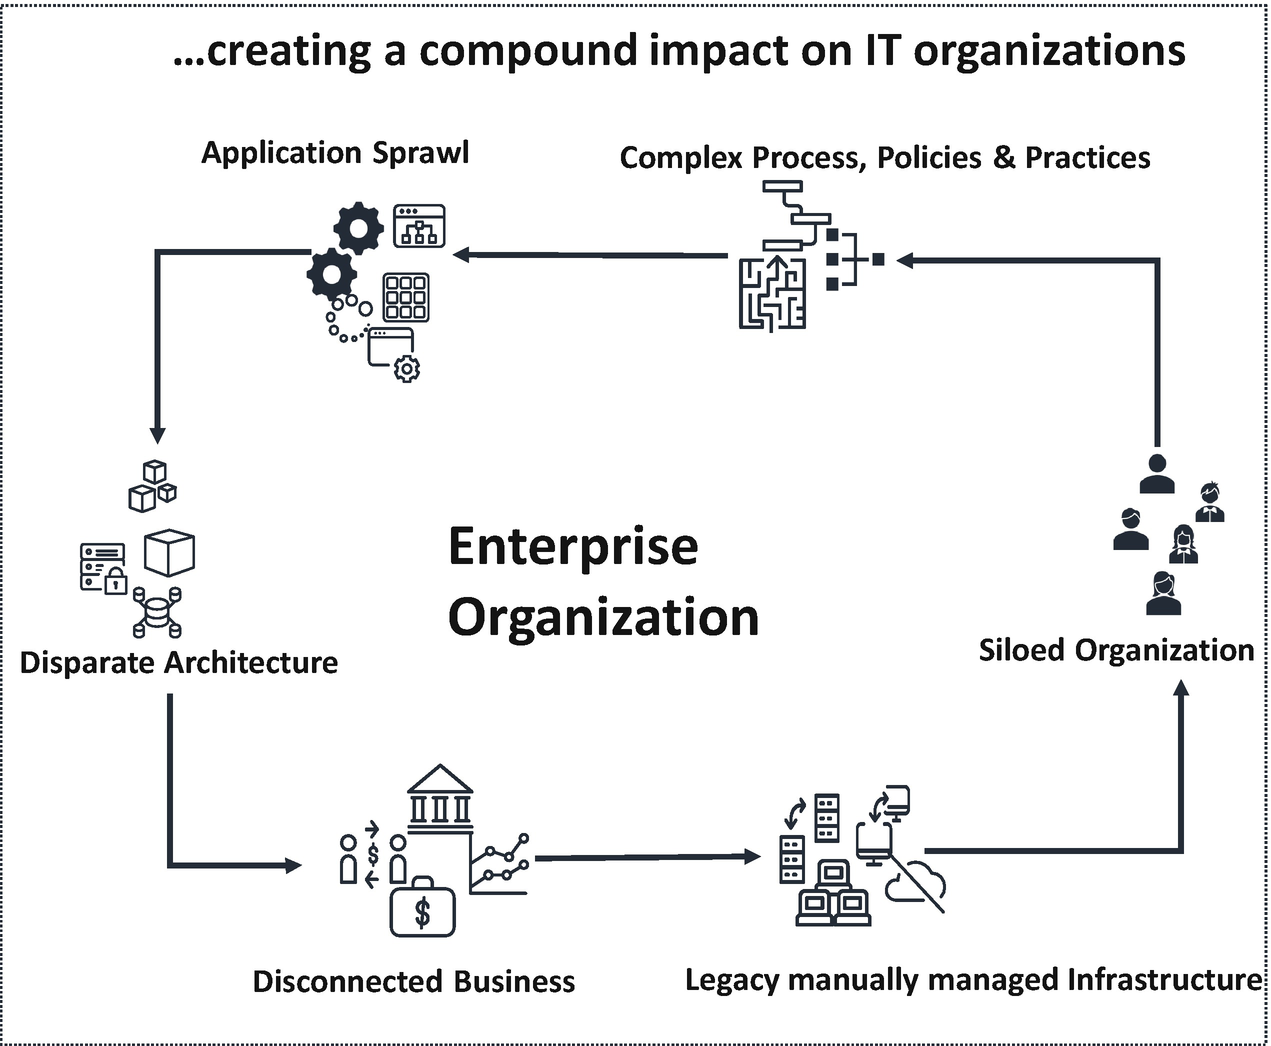 ...creating a compound impact on IT organizations
Application Sprawl
Complex Process, Policies & Practices
Enterprise
Organization
Disparate Architecture
Siloed Organization
$
$
Disconnected Business
Legacy manually managed Infrastructure